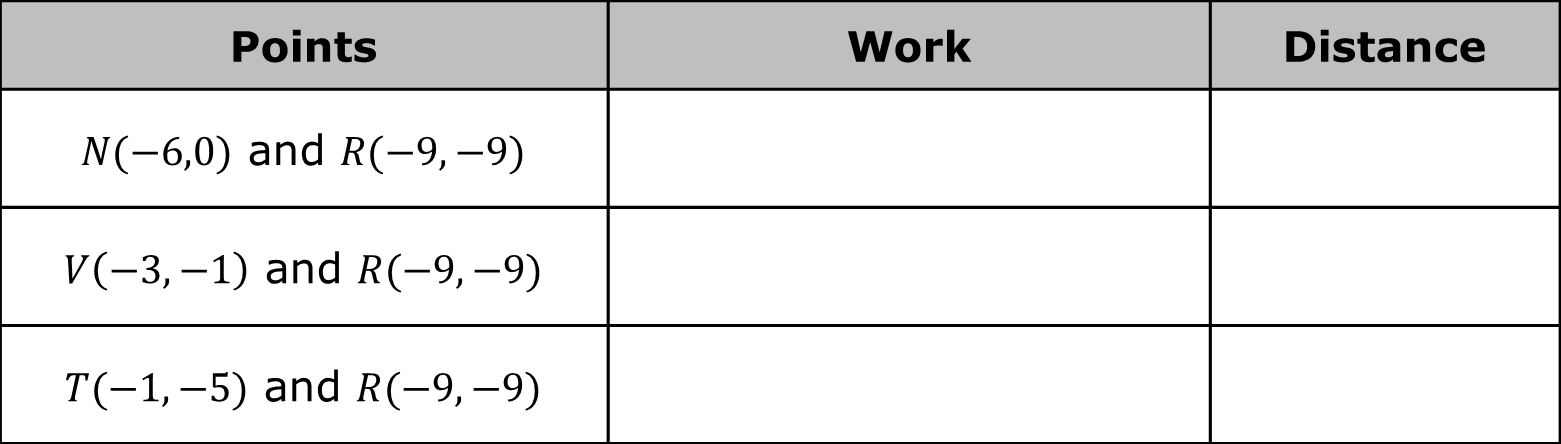 Points Work Distance
N(−6,0) and R(−9, −9)
V(−3, −1) and R(−9, −9)
T(−1, −5) and R(−9, −9)